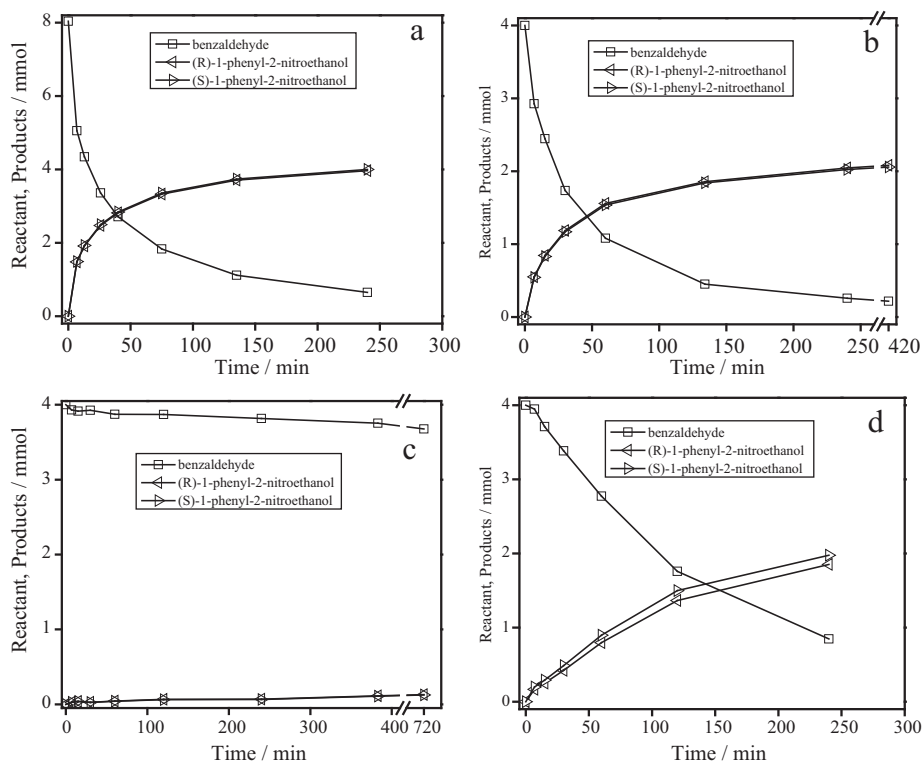 a
benzaldehyde
(R)-1-phenyl-2-nitroethanol
(S)-1-phenyl-2-nitroethanol
Reactant, Products / mmol
8
6
4
2
0
0 50 100 150 200 250 300
Time / min
b
benzaldehyde
(R)-1-phenyl-2-nitroethanol
(S)-1-phenyl-2-nitroethanol
Reactant, Products / mmol
4
3
2
1
0
0 50 100 150 200 250 420
Time / min
c
benzaldehyde
(R)-1-phenyl-2-nitroethanol
(S)-1-phenyl-2-nitroethanol
Reactant, Products / mmol
4
3
2
1
0
0 100 200 300 400 720
Time / min
d
benzaldehyde
(R)-1-phenyl-2-nitroethanol
(S)-1-phenyl-2-nitroethanol
Reactant, Products / mmol
4
3
2
1
0
0 50 100 150 200 250 300
Time / min